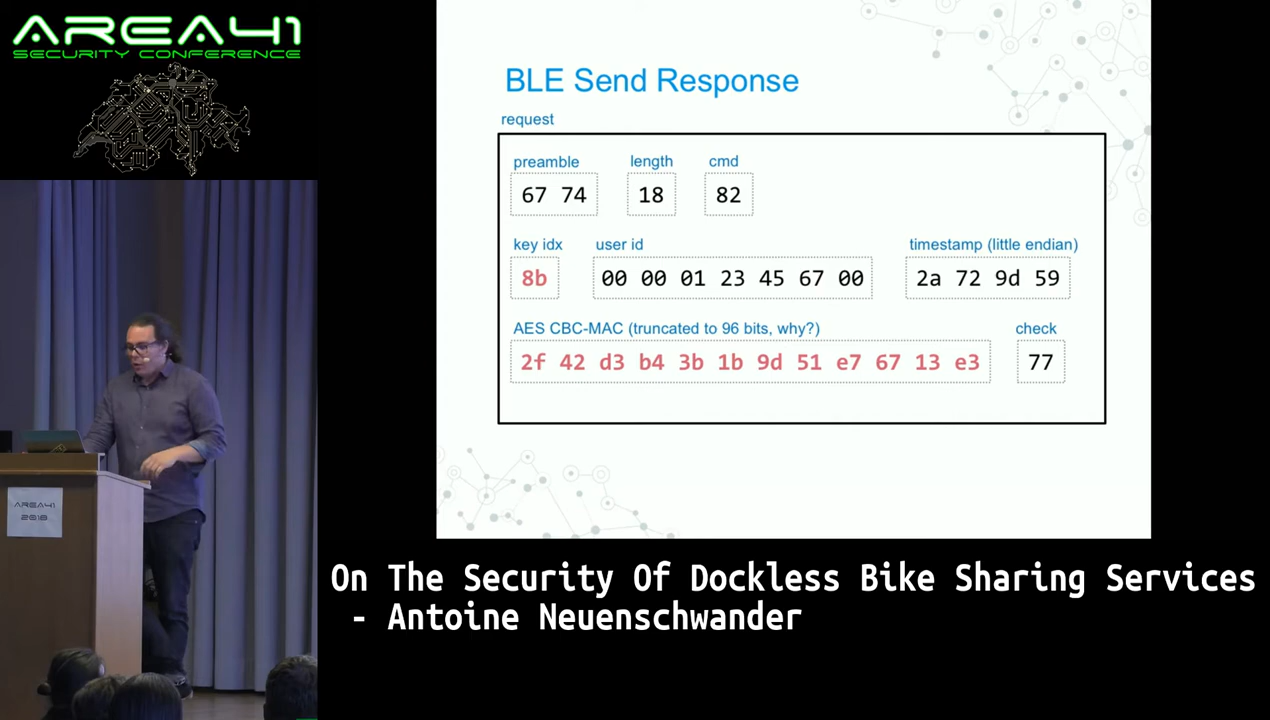 AREA41
SECURITY CONFERENCE
BLE Send Response
request
preamble length cmd
67 74 18 82
key idx user id timestamp (little endian)
8b 00 00 01 23 45 67 00 2a 72 9d 59
AES CBC-MAC (truncated to 96 bits, why?) check
2f 42 d3 b4 3b 1b 9d 51 e7 67 13 e3 77
AREA41
2018
On The Security Of Dockless Bike Sharing Services
- Antoine Neuenschwander